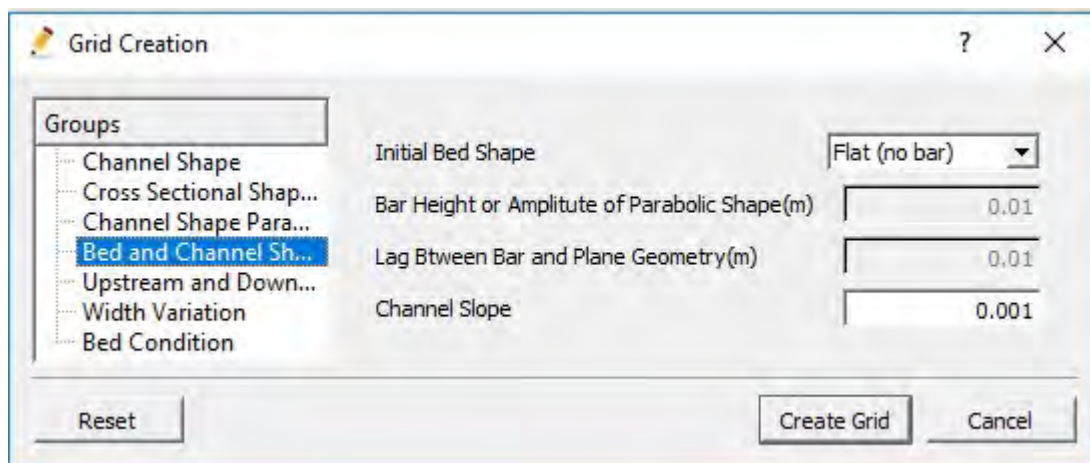 Grid Creation
?
Groups
Channel Shape
Cross Sectional Shap...
Channel Shape Para...
Bed and Channel Sh...
Upstream and Down...
Width Variation
Bed Condition
Initial Bed Shape
Flat (no bar)
Bar Height or Amplitute of Parabolic Shape(m)
0.01
Lag Btween Bar and Plane Geometry(m)
0.01
Channel Slope
0.001
Reset
Create Grid
Cancel